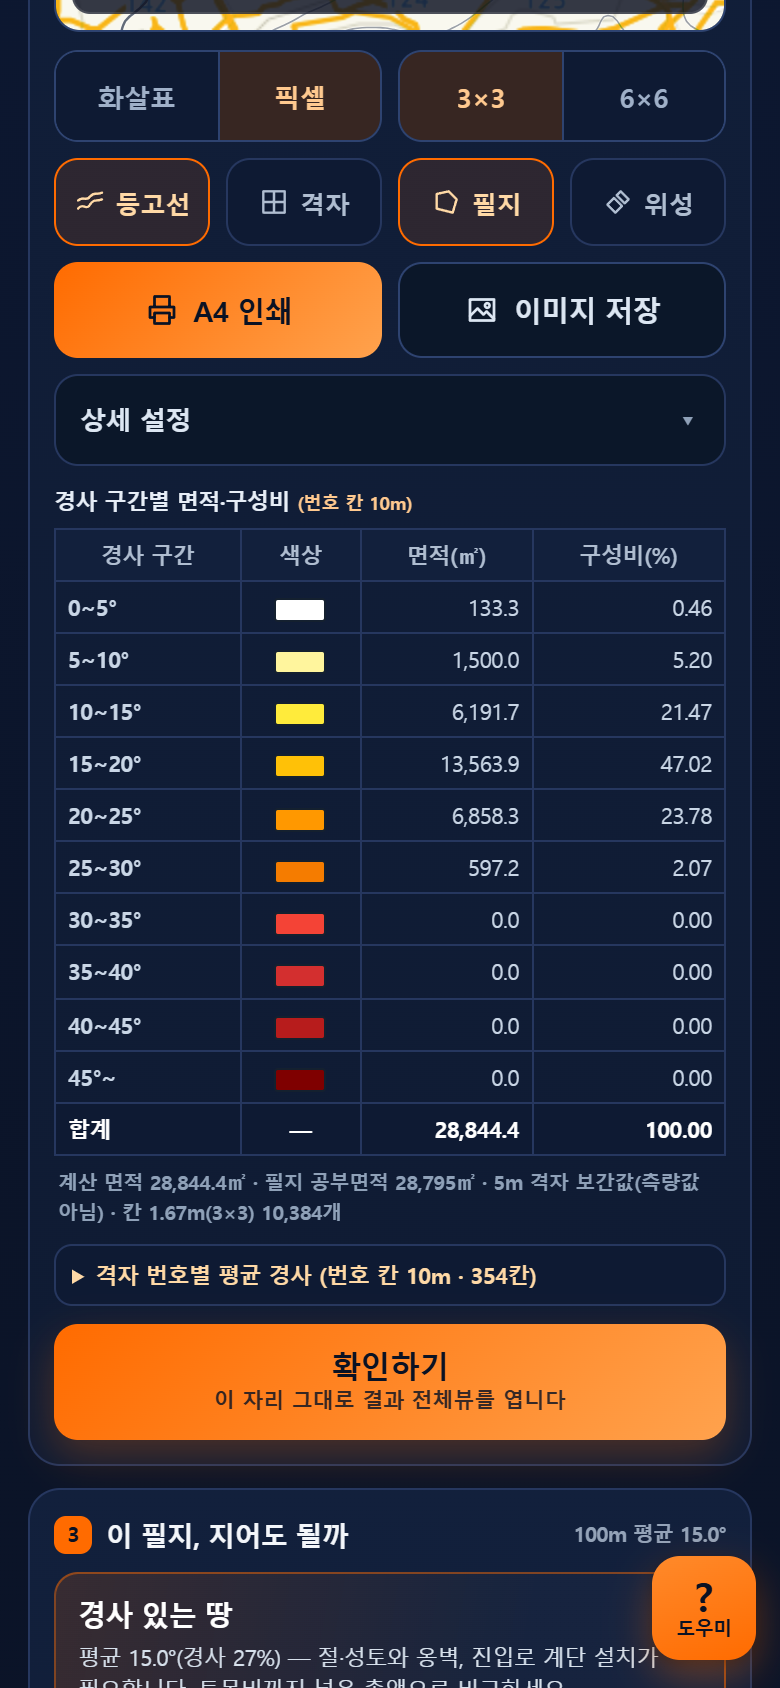 화살표 픽셀 3×3 6×6
등고선 격자 필지 위성
A4 인쇄 이미지 저장
상세 설정 ▼
경사 구간별 면적·구성비 (번호 칸 10m)
경사 구간 색상 면적(㎡) 구성비(%)
0~5° 133.3 0.46
5~10° 1,500.0 5.20
10~15° 6,191.7 21.47
15~20° 13,563.9 47.02
20~25° 6,858.3 23.78
25~30° 597.2 2.07
30~35° 0.0 0.00
35~40° 0.0 0.00
40~45° 0.0 0.00
45°~ 0.0 0.00
합계 — 28,844.4 100.00
계산 면적 28,844.4㎡ · 필지 공부면적 28,795㎡ · 5m 격자 보간값(측량값
아님) · 칸 1.67m(3×3) 10,384개
▶ 격자 번호별 평균 경사 (번호 칸 10m · 354칸)
확인하기
이 자리 그대로 결과 전체뷰를 엽니다
3 이 필지, 지어도 될까 100m 평균 15.0°
경사 있는 땅
?
도우미
평균 15.0°(경사 27%) — 절·성토와 옹벽, 진입로 계단 설치가